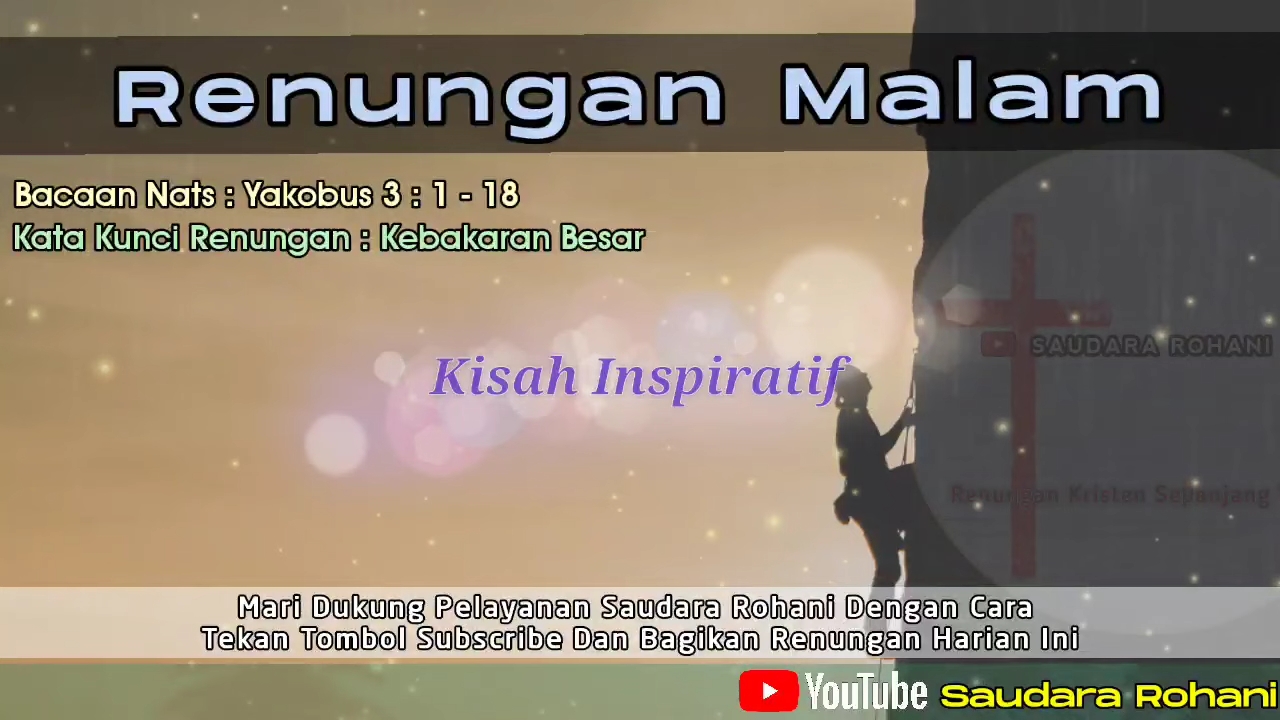 Renungan Malam
Bacaan Nats : Yakobus 3 : 1 - 18
Kata Kunci Renungan : Kebakaran Besar
SAUDARA ROHANI
Kisah Inspiratif
Renungan Kristen Sepanjang
Mari Dukung Pelayanan Saudara Rohani Dengan Cara
Tekan Tombol Subscribe Dan Bagikan Renungan Harian Ini
YouTube Saudara Rohani